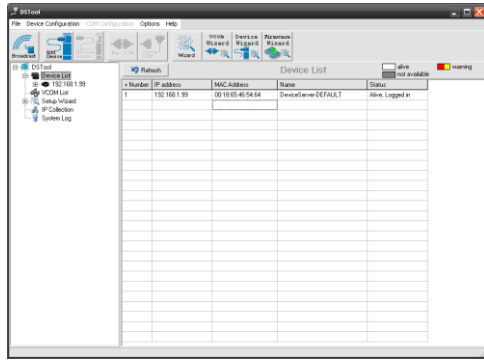 DSTool
File Device Configuration COM Configuration Options Help
VCOM Wizard Device Wizard Firmware Wizard
Broadcast Add Device Wizard
DSTool
Device List
192.168.1.99
VCOM List
Setup Wizard
IP Collection
System Log
Refresh
Device List
alive
not available
warning
Number IP address MAC Address Name Status
1 192.168.1.99 00:18:65:46:54:64 DeviceServer-DEFAULT Alive, Logged in